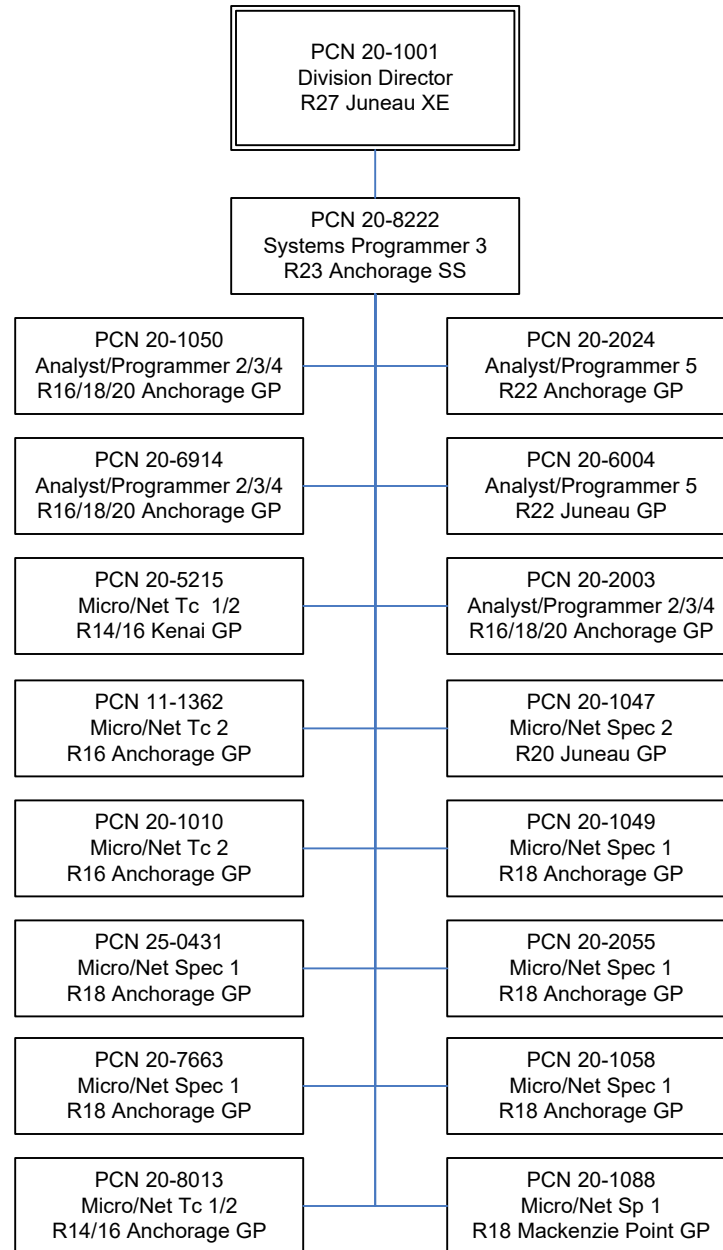 PCN 20-1001
Division Director
R27 Juneau XE
PCN 20-8222
Systems Programmer 3
R23 Anchorage SS
PCN 20-1050
Analyst/Programmer 2/3/4
R16/18/20 Anchorage GP
PCN 20-2024
Analyst/Programmer 5
R22 Anchorage GP
PCN 20-6914
Analyst/Programmer 2/3/4
R16/18/20 Anchorage GP
PCN 20-6004
Analyst/Programmer 5
R22 Juneau GP
PCN 20-5215
Micro/Net Tc  1/2
R14/16 Kenai GP
PCN 20-2003
Analyst/Programmer 2/3/4
R16/18/20 Anchorage GP
PCN 11-1362
Micro/Net Tc 2
R16 Anchorage GP
PCN 20-1047
Micro/Net Spec 2
R20 Juneau GP
PCN 20-1010
Micro/Net Tc 2
R16 Anchorage GP
PCN 20-1049
Micro/Net Spec 1
R18 Anchorage GP
PCN 25-0431
Micro/Net Spec 1
R18 Anchorage GP
PCN 20-2055
Micro/Net Spec 1
R18 Anchorage GP
PCN 20-7663
Micro/Net Spec 1
R18 Anchorage GP
PCN 20-1058
Micro/Net Spec 1
R18 Anchorage GP
PCN 20-8013
Micro/Net Tc 1/2
R14/16 Anchorage GP
PCN 20-1088
Micro/Net Sp 1
R18 Mackenzie Point GP